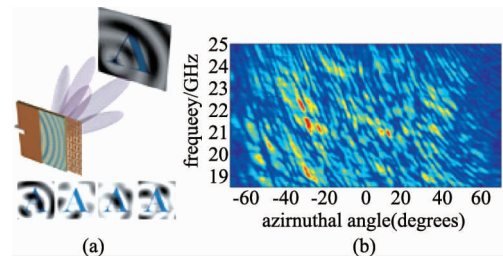 A
A A A A
(a)
25
24
23
22
21
20
19
frequeey/GHz
-60 -40 -20 0 20 40 60
azirnuthal angle(degrees)
(b)